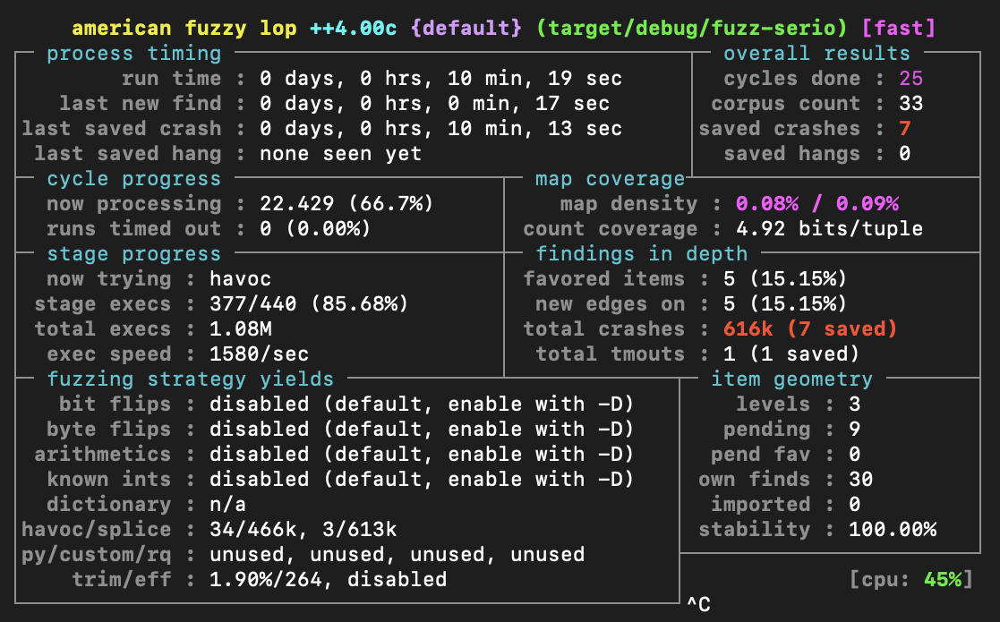 american fuzzy lop ++4.00c {default} (target/debug/fuzz-serio) [fast]
process timing overall results
run time : 0 days, 0 hrs, 10 min, 19 sec cycles done : 25
last new find : 0 days, 0 hrs, 0 min, 17 sec corpus count : 33
last saved crash : 0 days, 0 hrs, 10 min, 13 sec saved crashes : 7
last saved hang : none seen yet saved hangs : 0
cycle progress map coverage
now processing : 22.429 (66.7%) map density : 0.08% / 0.09%
runs timed out : 0 (0.00%) count coverage : 4.92 bits/tuple
stage progress findings in depth
now trying : havoc favored items : 5 (15.15%)
stage execs : 377/440 (85.68%) new edges on : 5 (15.15%)
total execs : 1.08M total crashes : 616k (7 saved)
exec speed : 1580/sec total tmouts : 1 (1 saved)
fuzzing strategy yields item geometry
bit flips : disabled (default, enable with -D) levels : 3
byte flips : disabled (default, enable with -D) pending : 9
arithmetics : disabled (default, enable with -D) pend fav : 0
known ints : disabled (default, enable with -D) own finds : 30
dictionary : n/a imported : 0
havoc/splice : 34/466k, 3/613k stability : 100.00%
py/custom/rq : unused, unused, unused, unused
trim/eff : 1.90%/264, disabled [cpu: 45%]
^C